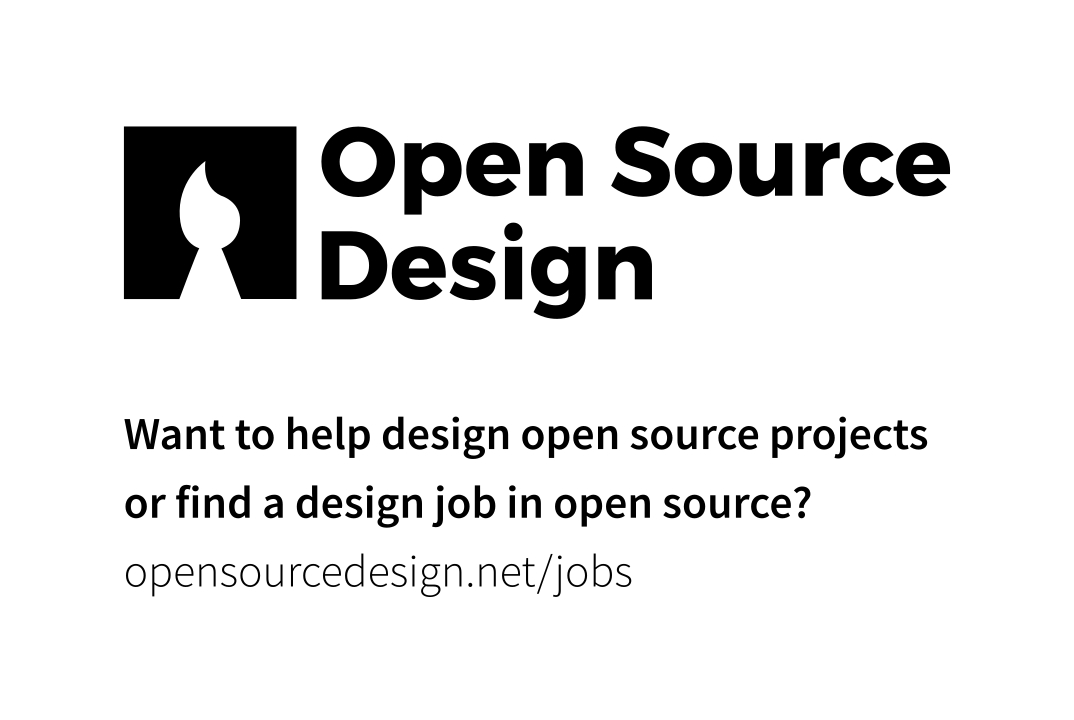 Open Source
Design
Want to help design open source projects
or find a design job in open source?
opensourcedesign.net/jobs